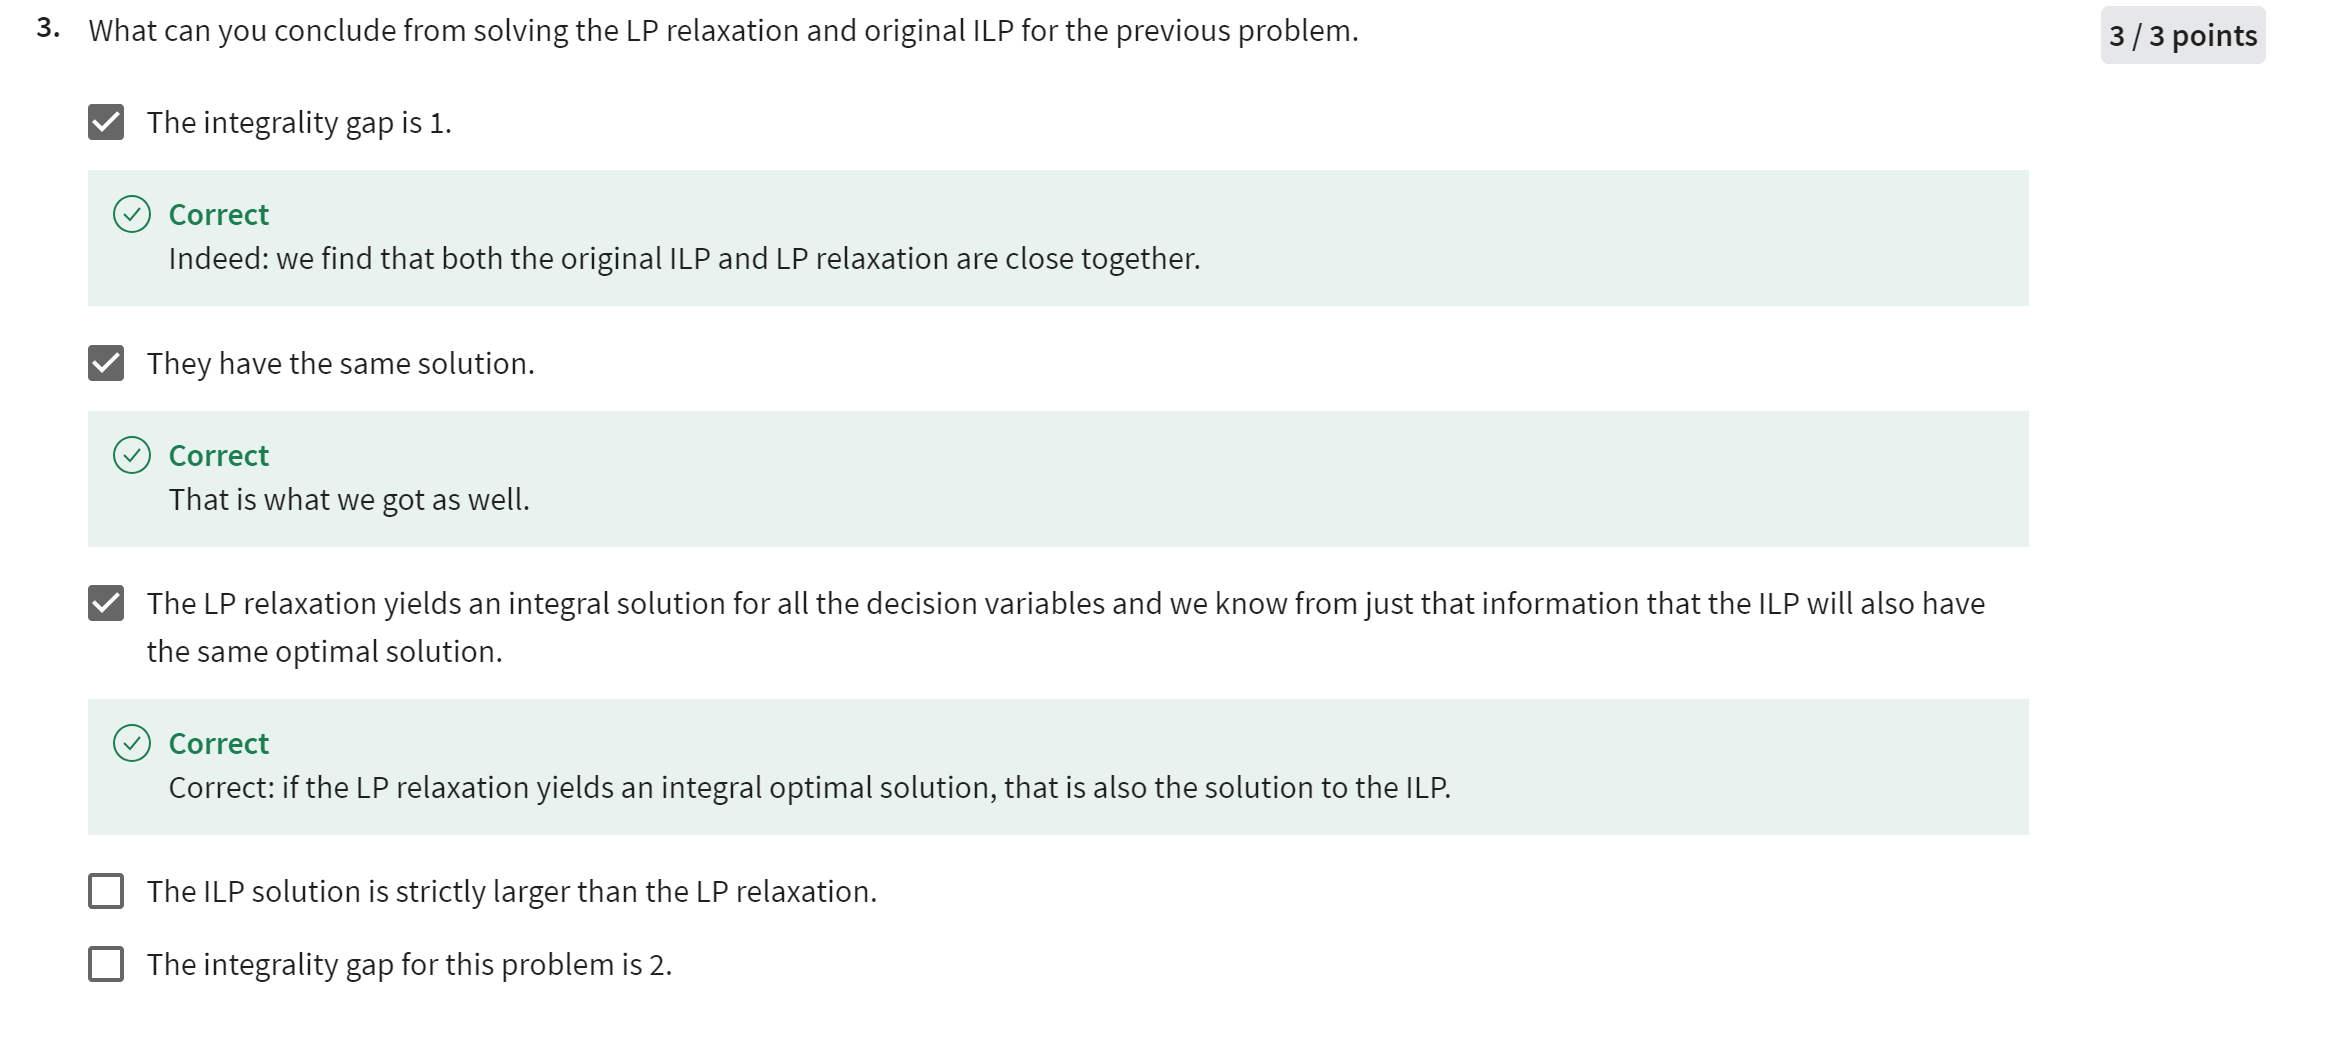 3. What can you conclude from solving the LP relaxation and original ILP for the previous problem.
3 / 3 points
The integrality gap is 1.
Correct
Indeed: we find that both the original ILP and LP relaxation are close together.
They have the same solution.
Correct
That is what we got as well.
The LP relaxation yields an integral solution for all the decision variables and we know from just that information that the ILP will also have
the same optimal solution.
Correct
Correct: if the LP relaxation yields an integral optimal solution, that is also the solution to the ILP.
The ILP solution is strictly larger than the LP relaxation.
The integrality gap for this problem is 2.